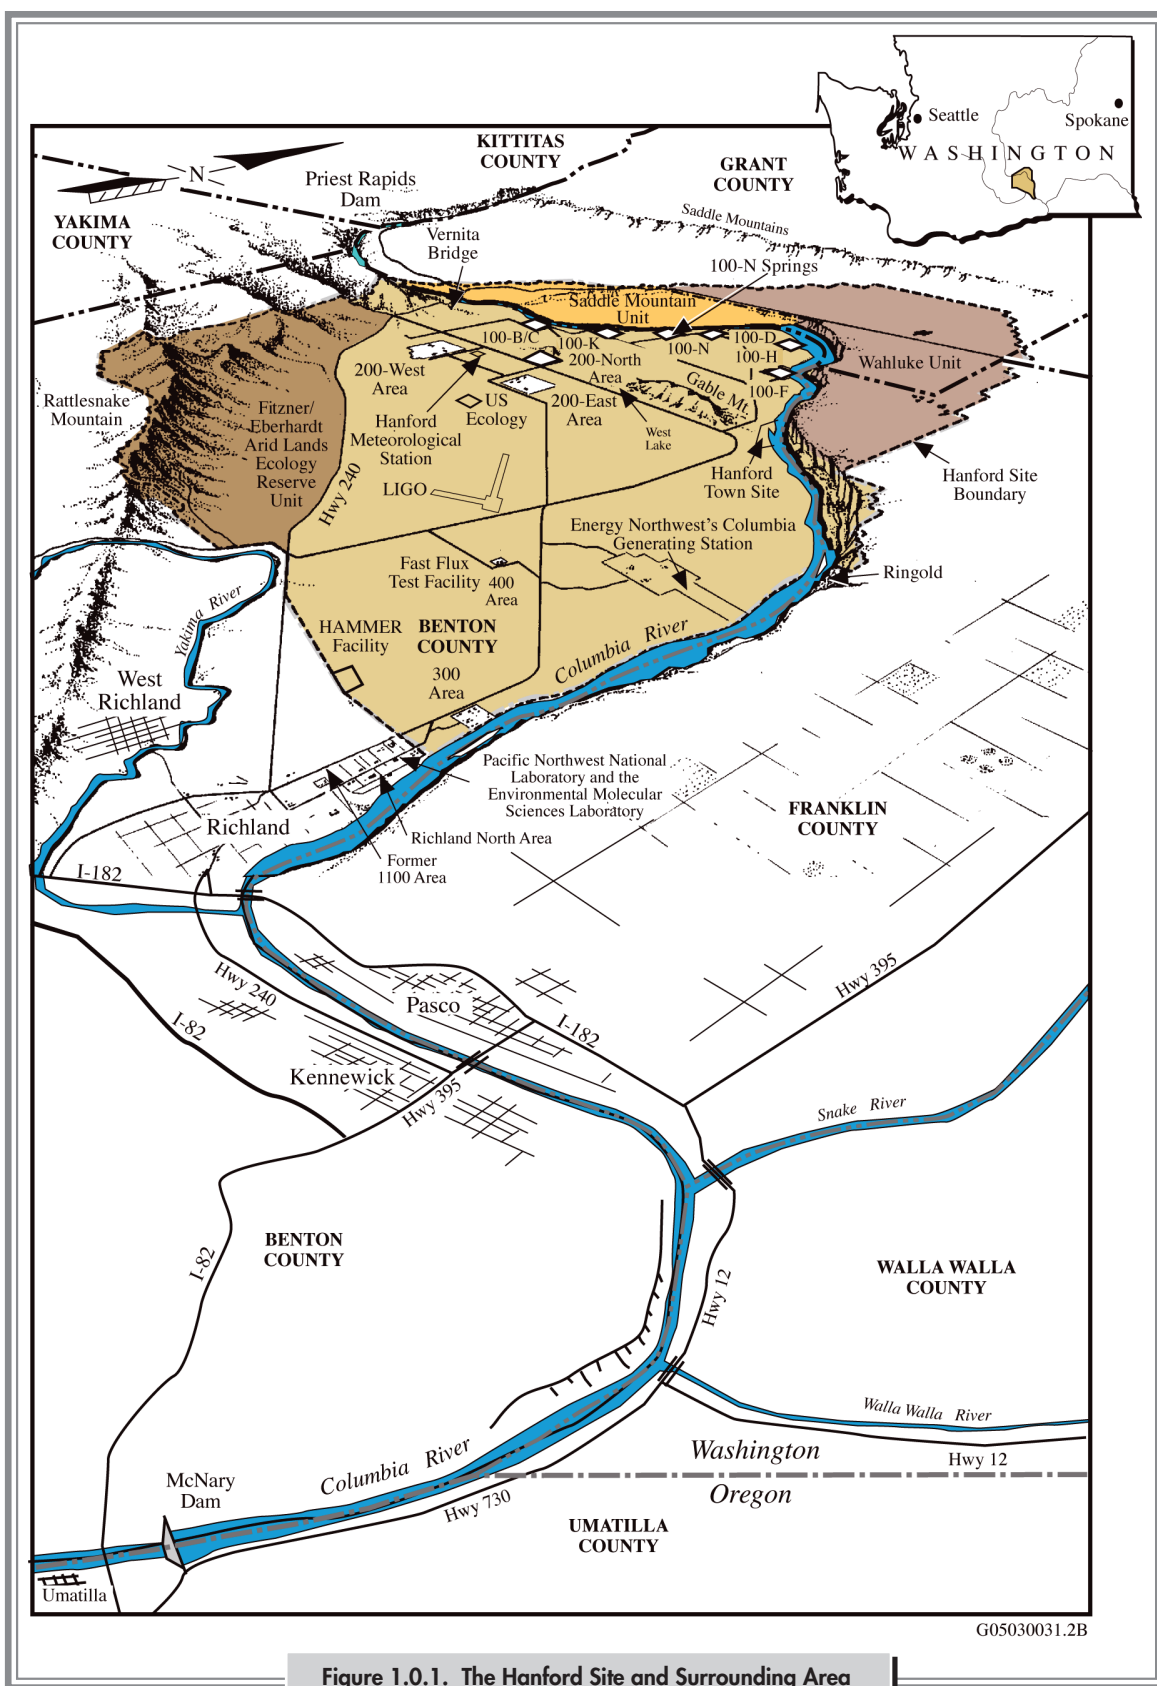 Seattle
Spokane
WASHINGTON
KITTITAS
COUNTY
GRANT
COUNTY
N
Priest Rapids
Dam
YAKIMA
COUNTY
Saddle Mountains
Vernita
Bridge
100-N Springs
Saddle Mountain
Unit
100-B/C
100-K
100-N
100-D
100-H
100-F
Wahluke Unit
200-North
Area
200-West
Area
US
Ecology
200-East
Area
Gable Mt.
West
Lake
Rattlesnake
Mountain
Fitzner/
Eberhardt
Arid Lands
Ecology
Reserve
Unit
Hanford
Meteorological
Station
Hwy 240
LIGO
Hanford
Town Site
Hanford Site
Boundary
Energy Northwest's Columbia
Generating Station
Fast Flux
Test Facility
400
Area
Ringold
Yakima River
HAMMER
Facility
BENTON
COUNTY
Columbia River
300
Area
West
Richland
Pacific Northwest National
Laboratory and the
Environmental Molecular
Sciences Laboratory
FRANKLIN
COUNTY
Richland
Richland North Area
Former
1100 Area
I-182
Hwy 240
Hwy 395
Pasco
I-82
I-182
Kennewick
Hwy 395
Snake River
BENTON
COUNTY
I-82
WALLA WALLA
COUNTY
Hwy 12
Walla Walla River
Columbia River
Washington
Hwy 12
McNary
Dam
Oregon
Hwy 730
UMATILLA
COUNTY
Umatilla
G05030031.2B
Figure 1.0.1. The Hanford Site and Surrounding Area